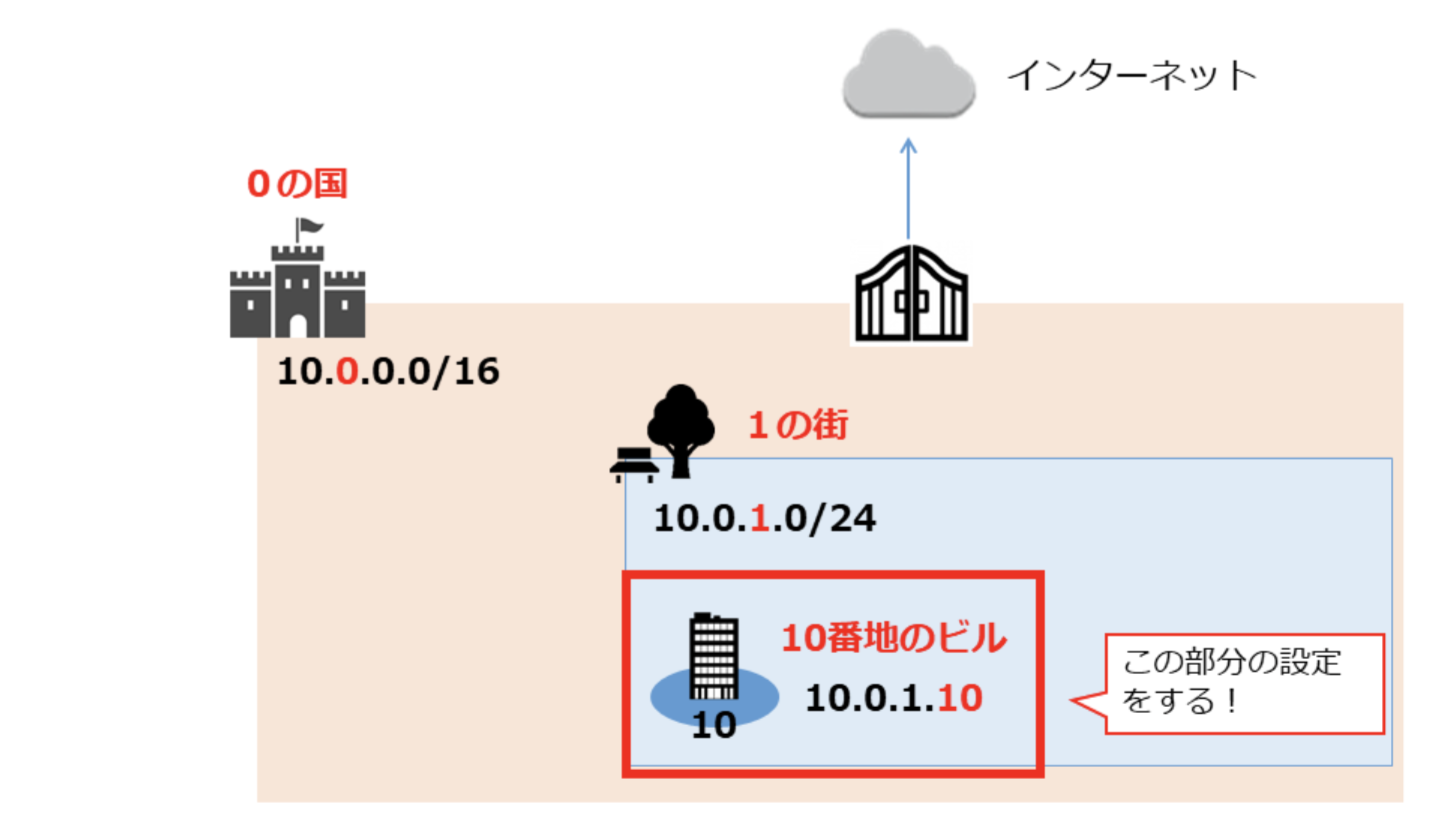 インターネット
0の国
10.0.0.0/16
1の街
10.0.1.0/24
10番地のビル
10.0.1.10
10
この部分の設定
をする！